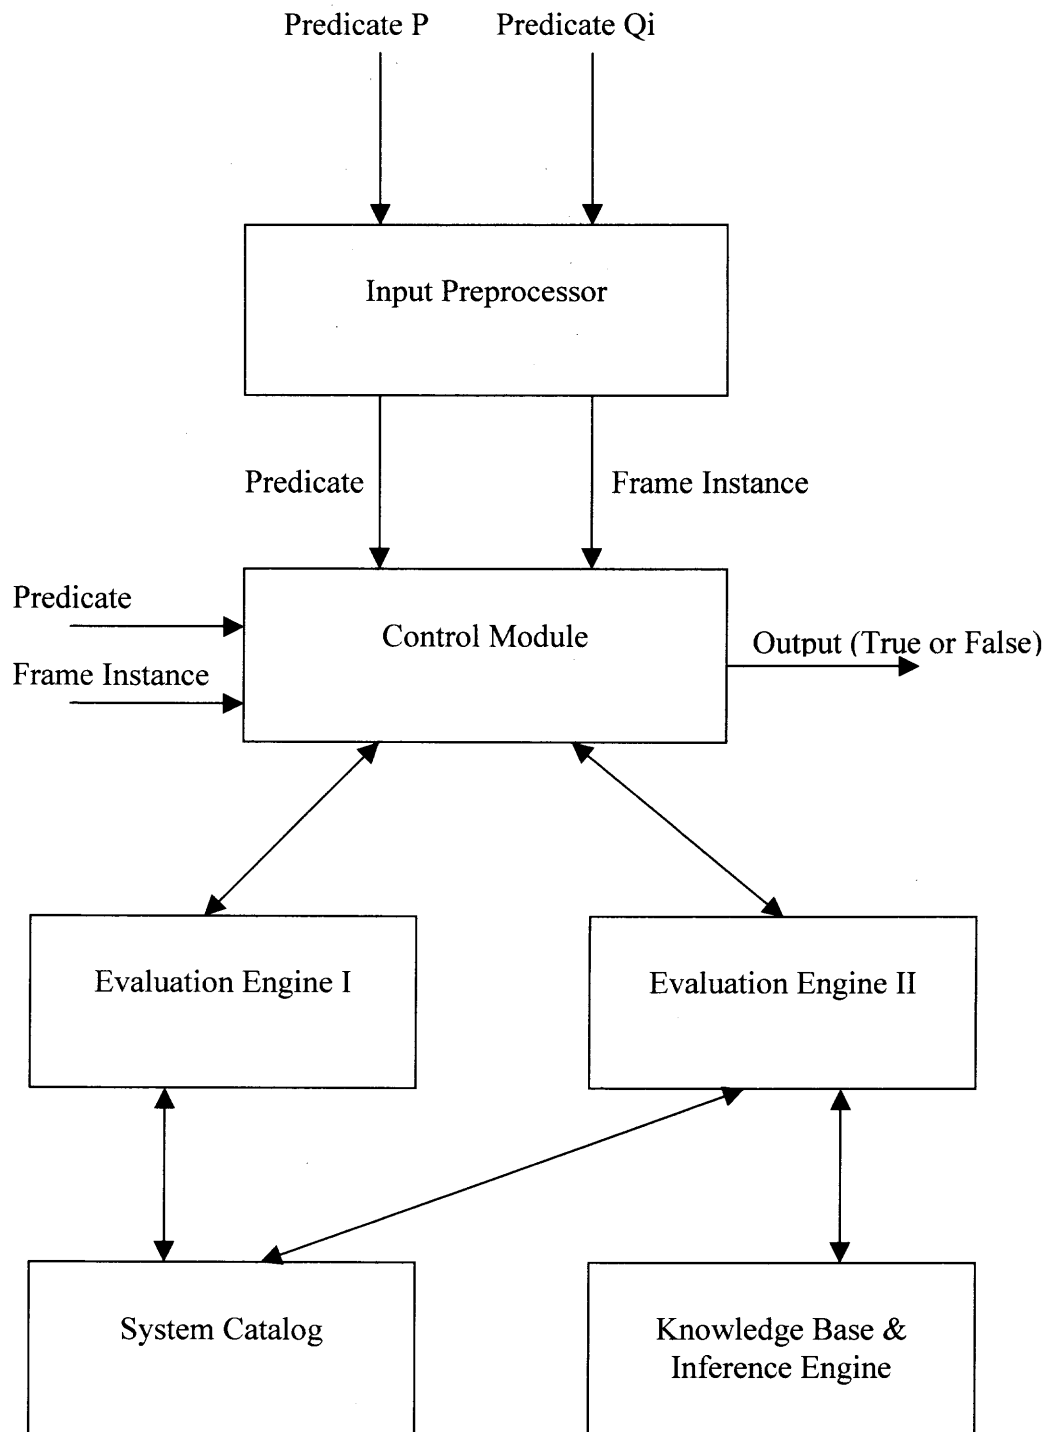 Predicate P
Predicate Qi
Input Preprocessor
Predicate
Frame Instance
Predicate
Control Module
Output (True or False)
Frame Instance
Evaluation Engine I
Evaluation Engine II
System Catalog
Knowledge Base &
Inference Engine